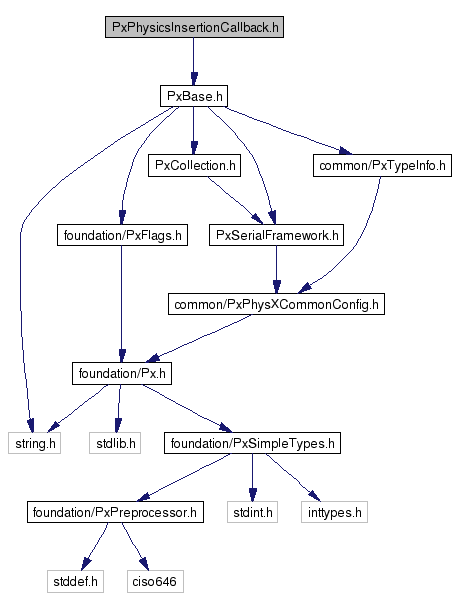 PxPhysicsInsertionCallback.h
PxBase.h
PxCollection.h
common/PxTypeInfo.h
foundation/PxFlags.h
PxSerialFramework.h
common/PxPhysXCommonConfig.h
foundation/Px.h
string.h
stdlib.h
foundation/PxSimpleTypes.h
foundation/PxPreprocessor.h
stdint.h
inttypes.h
stddef.h
ciso646